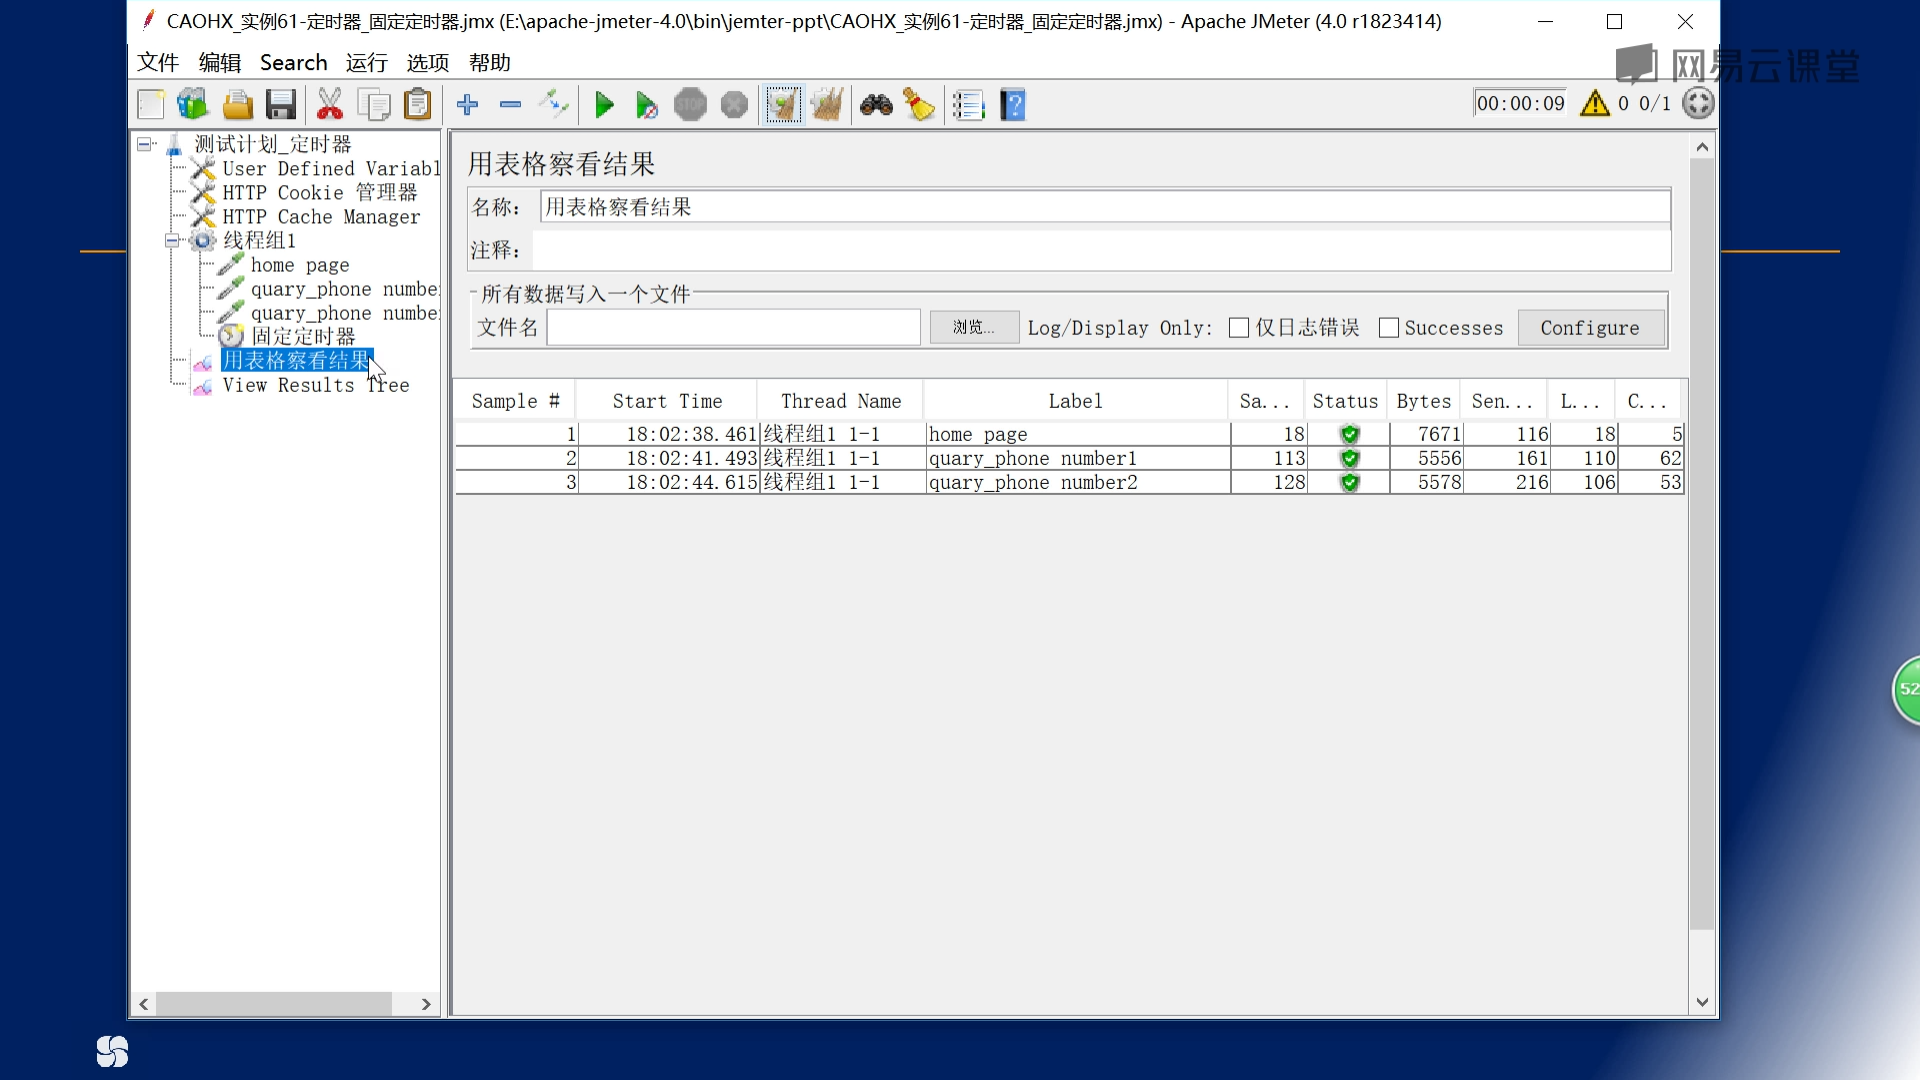 CAOHX_实例61-定时器_固定定时器.jmx (E:\apache-jmeter-4.0\bin\jemter-ppt\CAOHX_实例61-定时器_固定定时器.jmx) - Apache JMeter (4.0 r1823414)
网易云课堂
文件 编辑 Search 运行 选项 帮助
STOP
00:00:09 0 0/1
测试计划_定时器
User Defined Variabl
HTTP Cookie 管理器
HTTP Cache Manager
线程组1
home page
quary_phone numbe
quary_phone numbe
固定定时器
用表格察看结果
View Results Tree
用表格察看结果
名称: 用表格察看结果
注释:
所有数据写入一个文件
文件名 浏览... Log/Display Only: 仅日志错误 Successes Configure
Sample # Start Time Thread Name Label Sa... Status Bytes Sen... L... C...
1 18:02:38.461 线程组1 1-1 home page 18 7671 116 18 5
2 18:02:41.493 线程组1 1-1 quary_phone number1 113 5556 161 110 62
3 18:02:44.615 线程组1 1-1 quary_phone number2 128 5578 216 106 53
52